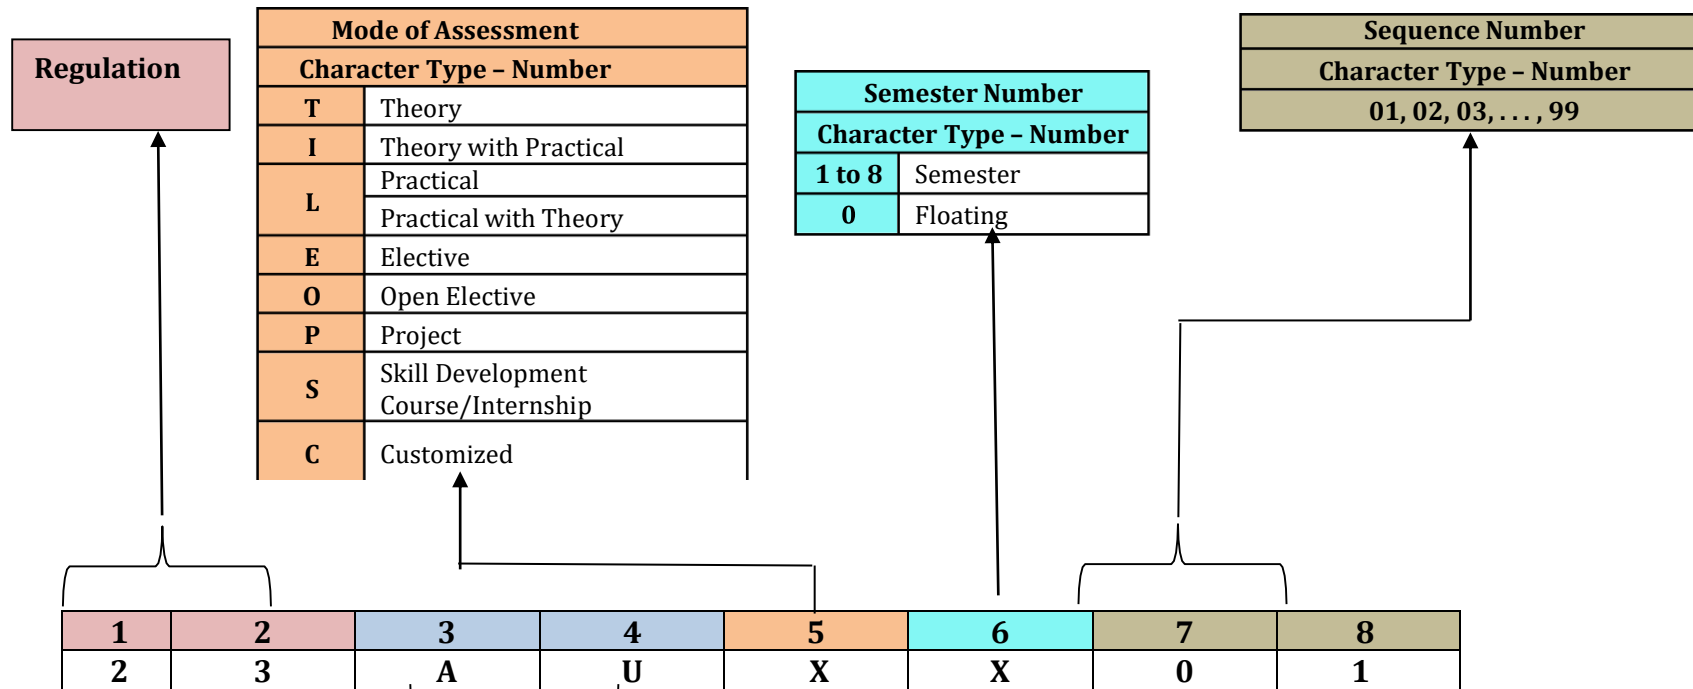 Regulation
Mode of Assessment
Character Type – Number
T Theory
I Theory with Practical
L Practical
Practical with Theory
E Elective
O Open Elective
P Project
S Skill Development
Course/Internship
C Customized
Semester Number
Character Type – Number
1 to 8 Semester
0 Floating
Sequence Number
Character Type – Number
01, 02, 03, . . . , 99
1 2 3 4 5 6 7 8
2 3 A U X X 0 1